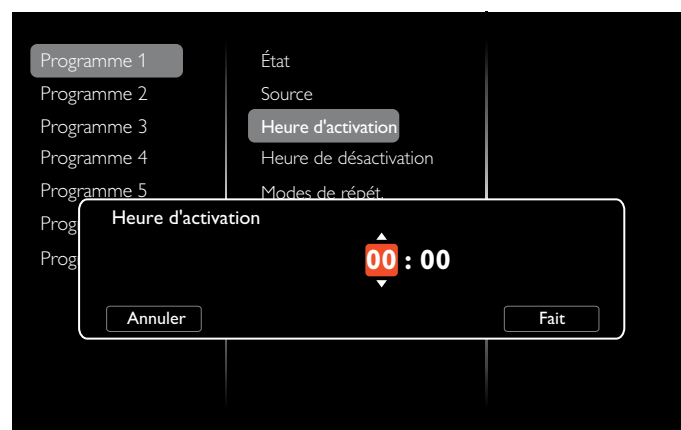 Programme 1
Programme 2
Programme 3
Programme 4
Programme 5
État
Source
Heure d'activation
Heure de désactivation
Modes de répét.
Heure d'activation
00 : 00
Annuler
Fait